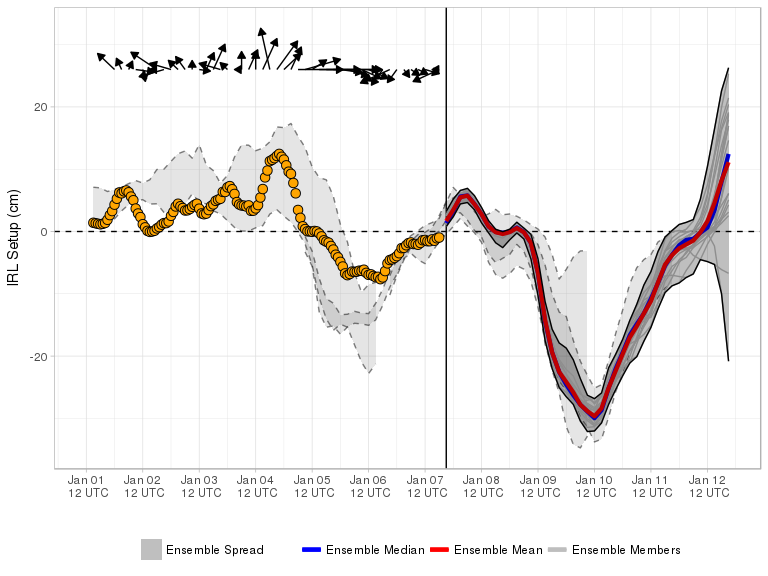 IRL Setup (cm)
20
0
-20
Jan 01 Jan 02 Jan 03 Jan 04 Jan 05 Jan 06 Jan 07 Jan 08 Jan 09 Jan 10 Jan 11 Jan 12
12 UTC 12 UTC 12 UTC 12 UTC 12 UTC 12 UTC 12 UTC 12 UTC 12 UTC 12 UTC 12 UTC 12 UTC
Ensemble Spread Ensemble Median Ensemble Mean Ensemble Members